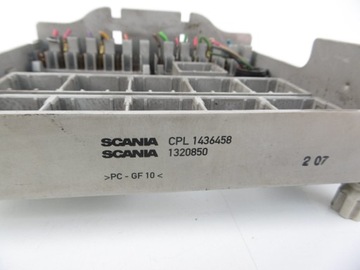 SCANIA CPL 1436458
SCANIA 1320850
2 07
>PC - GF 10<